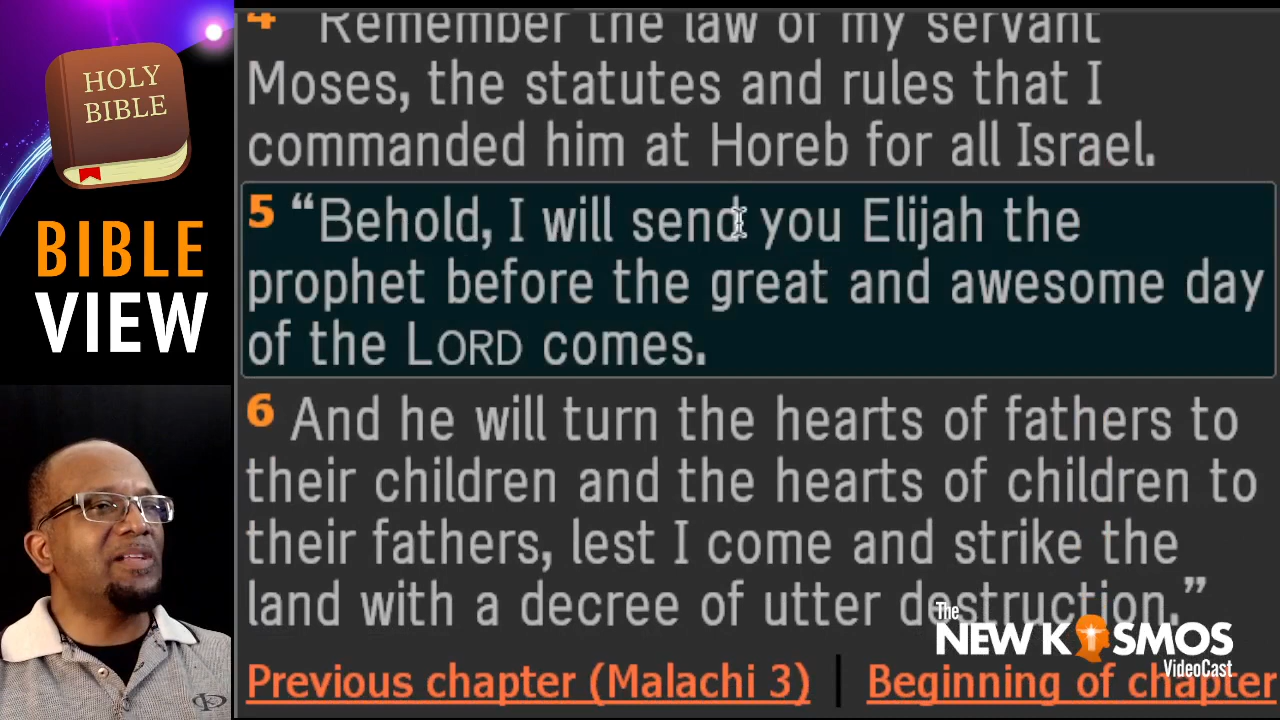 HOLY
BIBLE
BIBLE
VIEW
4 Remember the law of my servant
Moses, the statutes and rules that I
commanded him at Horeb for all Israel.
5 “Behold, I will send you Elijah the
prophet before the great and awesome day
of the LORD comes.
6 And he will turn the hearts of fathers to
their children and the hearts of children to
their fathers, lest I come and strike the
land with a decree of utter destruction.”
Previous chapter (Malachi 3) | Beginning of chapter
The
NEW KOSMOS
VideoCast